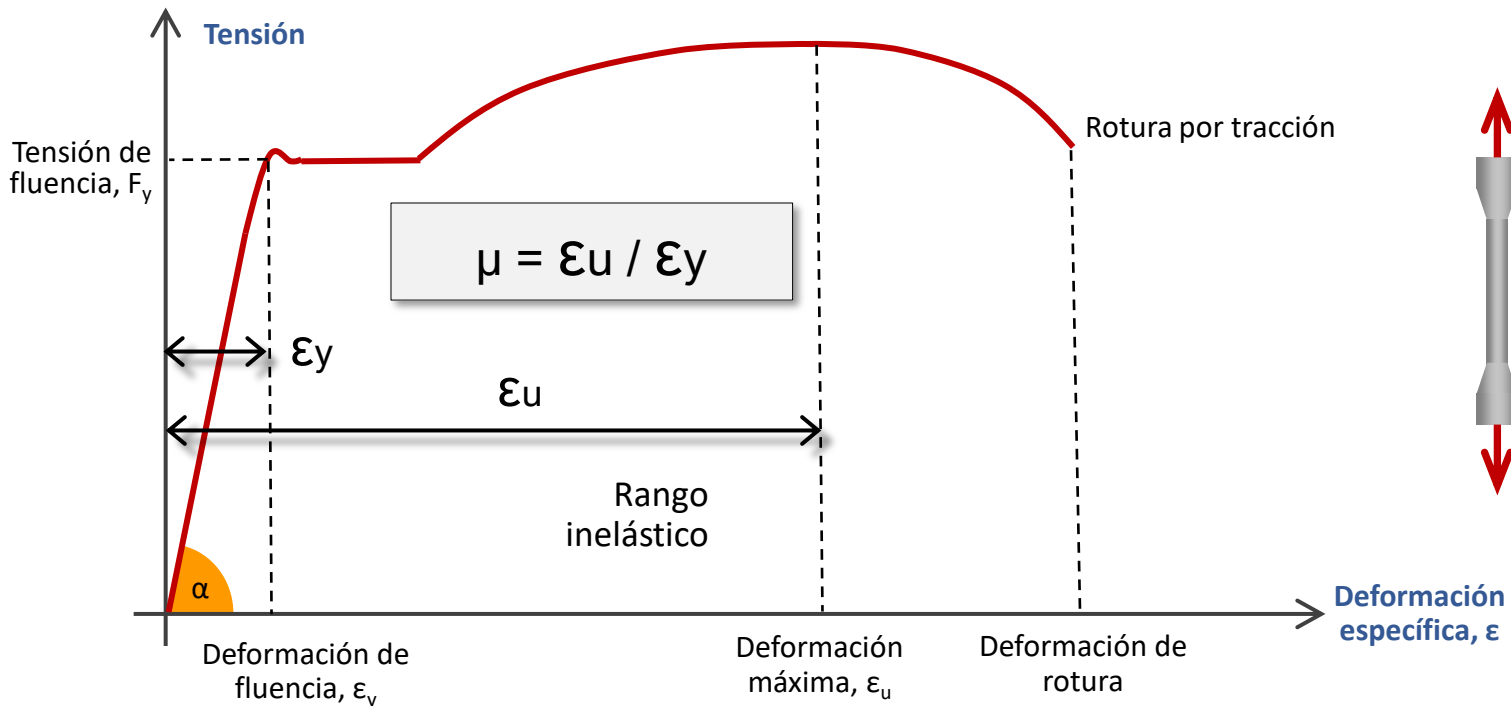 Tensión
Tensión de
fluencia, Fy
Rotura por tracción
μ = εu / εy
εy
εu
Rango
inelástico
α
Deformación
específica, ε
Deformación de
fluencia, εy
Deformación
máxima, εu
Deformación de
rotura